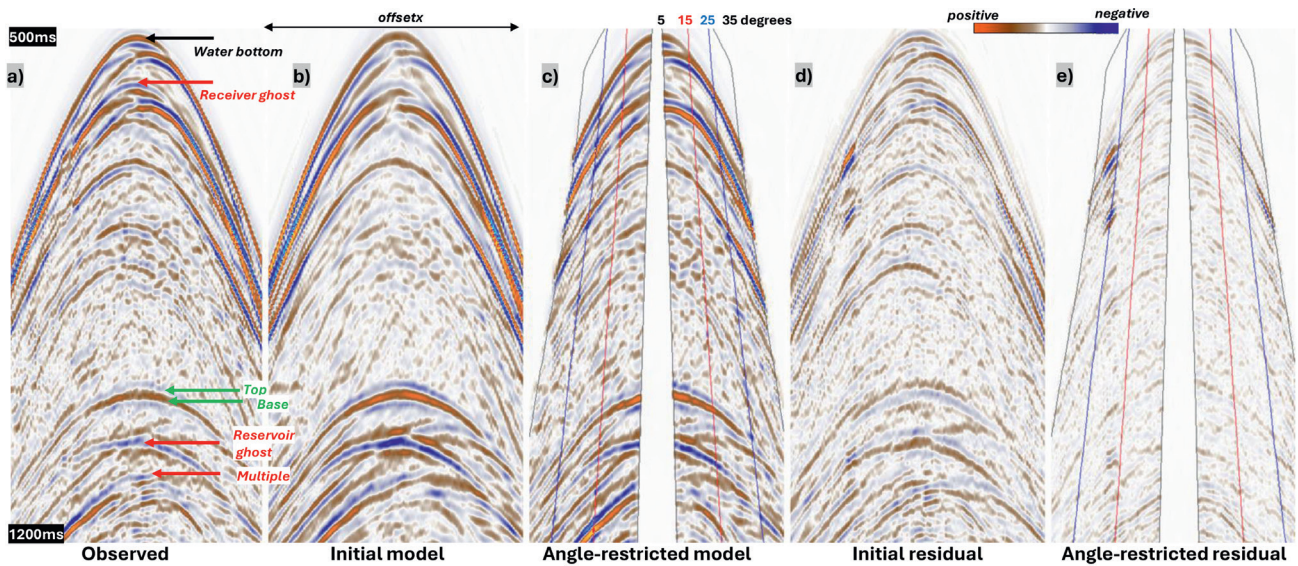 500ms
offsetx
5 15 25 35 degrees
positive
negative
Water bottom
a)
b)
c)
d)
e)
Receiver ghost
Top
Base
Reservoir
ghost
Multiple
1200ms
Observed
Initial model
Angle-restricted model
Initial residual
Angle-restricted residual